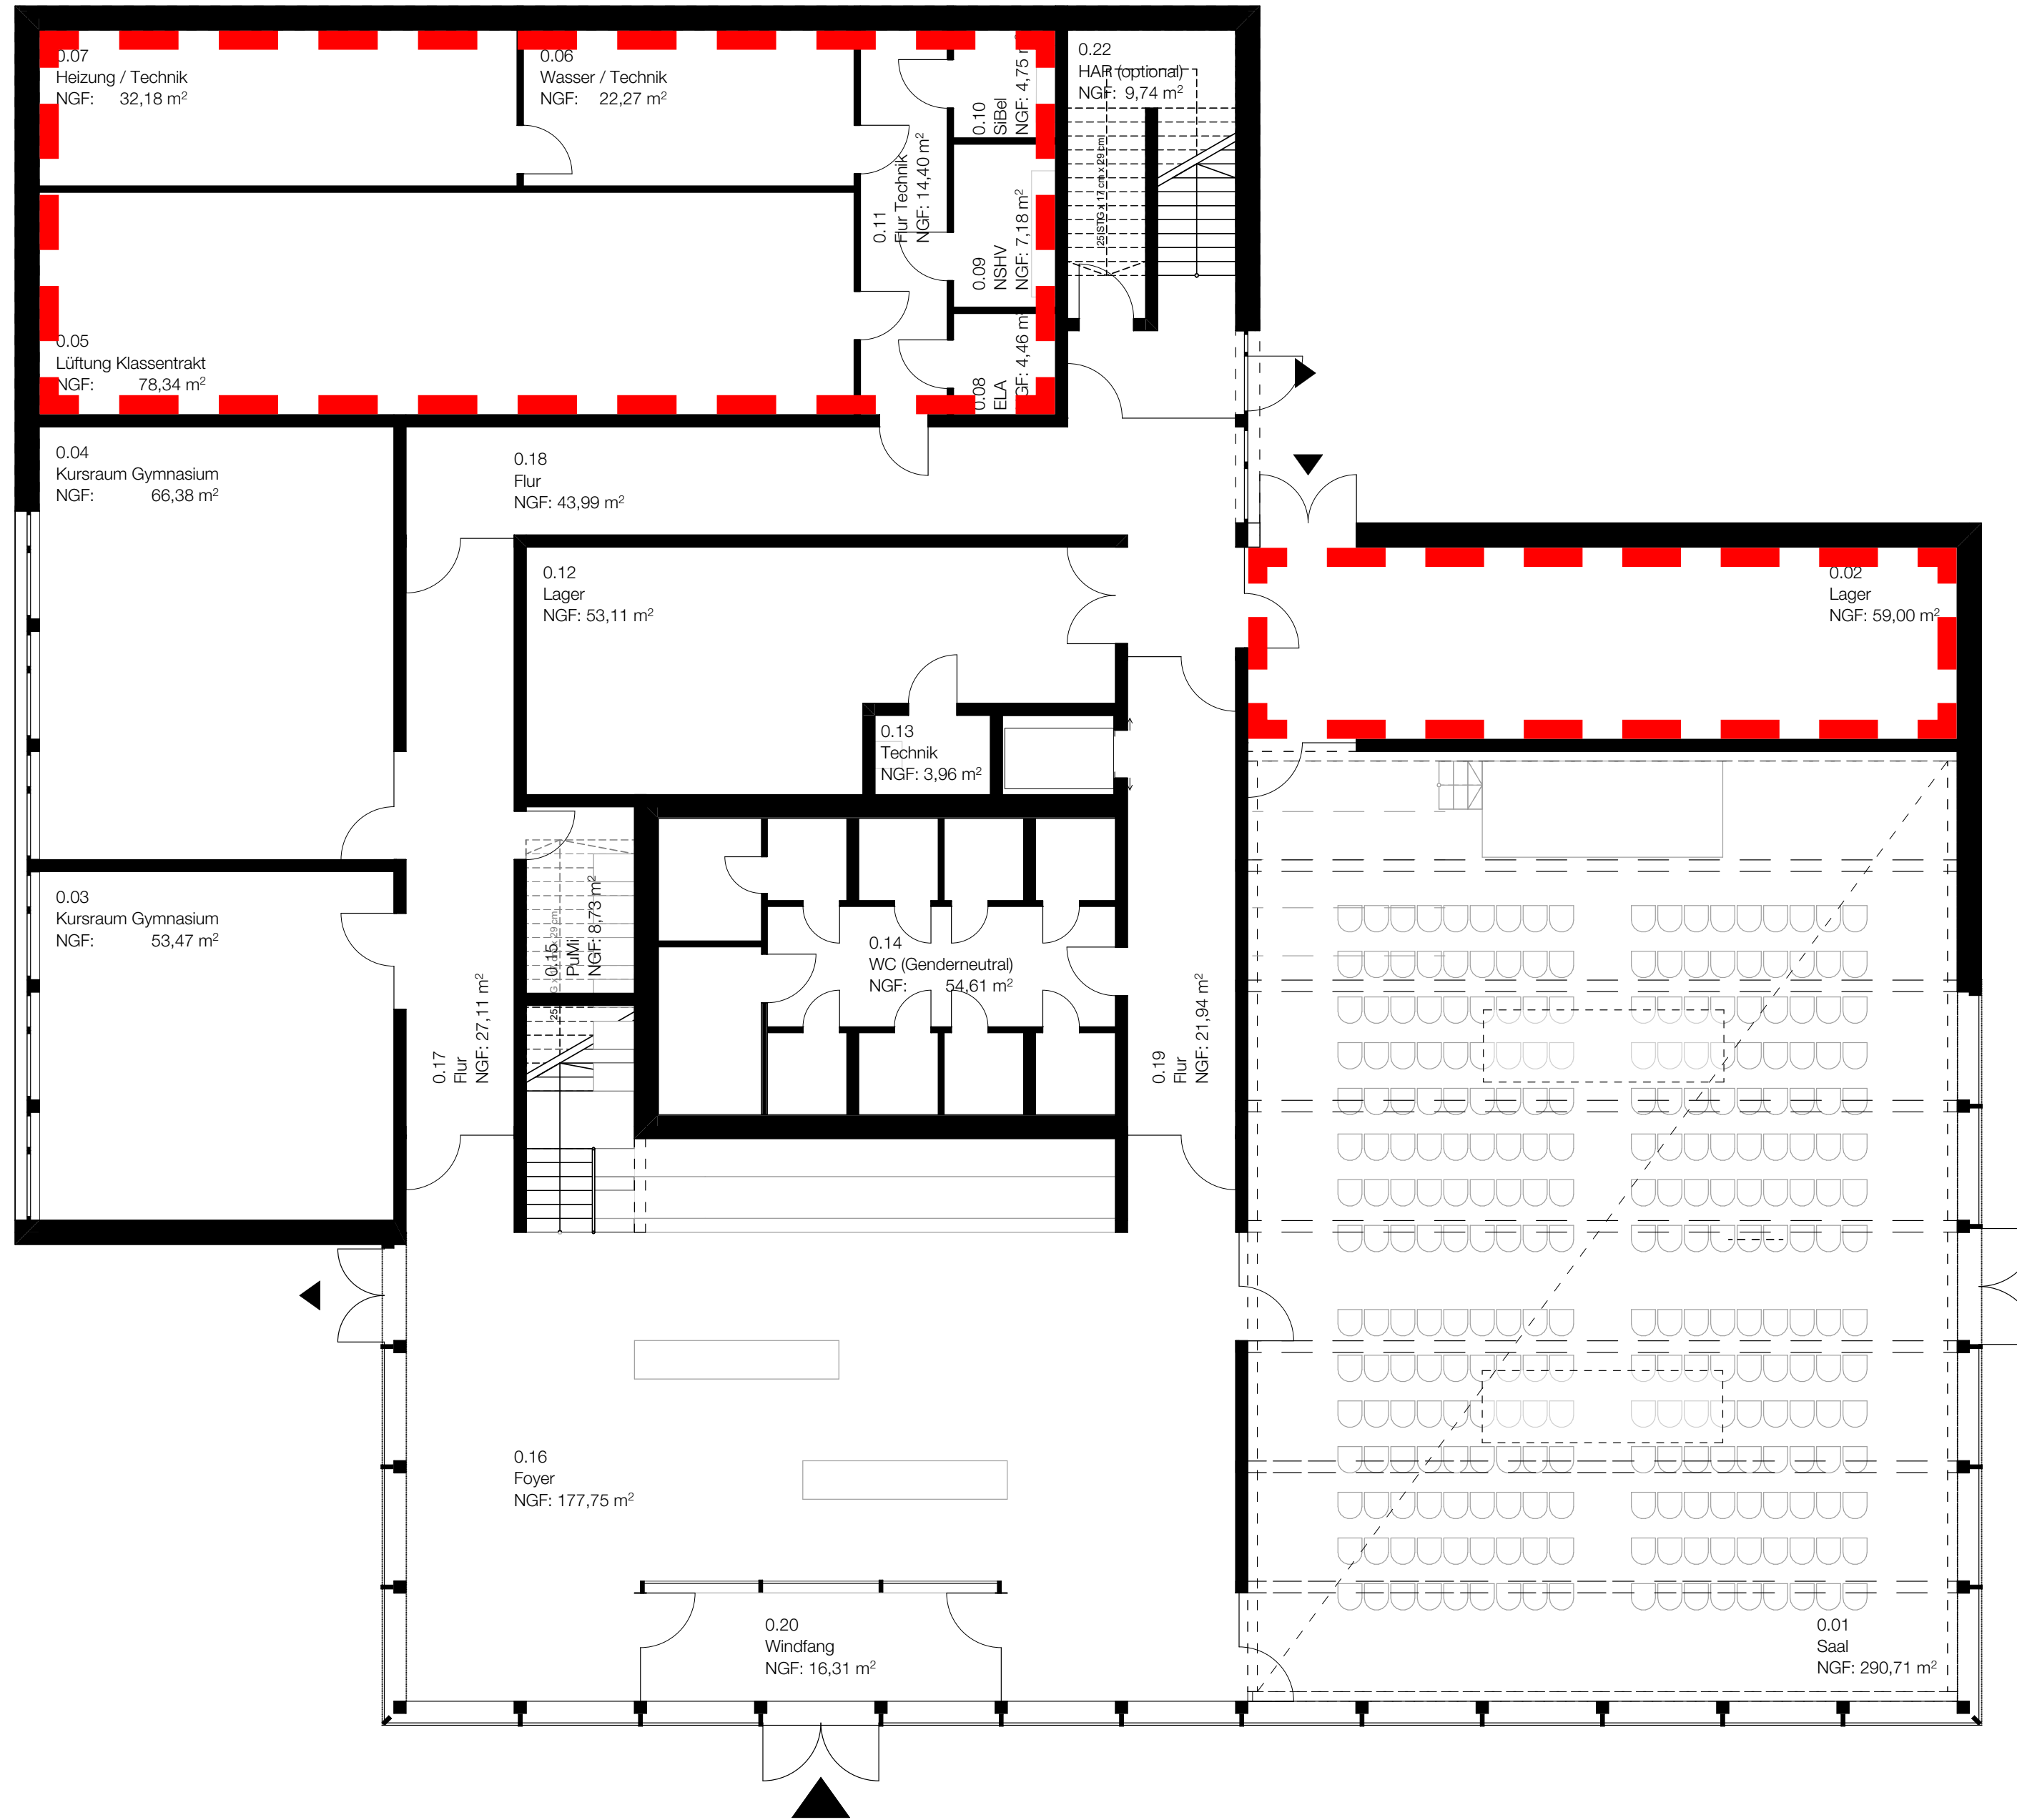 0.07
Heizung / Technik
NGF: 32,18 m²
0.06
Wasser / Technik
NGF: 22,27 m²
0.10
SiBel
NGF: 4,75 m
0.22
HAR (optional)
NGF: 9,74 m²
25 STG x 17 cm x 29 cm
0.11
Flur Technik
NGF: 14,40 m²
0.09
NSHV
NGF: 7,18 m²
0.05
Lüftung Klassentrakt
NGF: 78,34 m²
0.08
ELA
GF: 4,46 m²
0.04
Kursraum Gymnasium
NGF: 66,38 m²
0.18
Flur
NGF: 43,99 m²
0.12
Lager
NGF: 53,11 m²
0.02
Lager
NGF: 59,00 m²
0.13
Technik
NGF: 3,96 m²
0.03
Kursraum Gymnasium
NGF: 53,47 m²
0.15
PuMi
NGF: 8,73 m²
0.14
WC (Genderneutral)
NGF: 54,61 m²
0.17
Flur
NGF: 27,11 m²
0.19
Flur
NGF: 21,94 m²
0.16
Foyer
NGF: 177,75 m²
0.20
Windfang
NGF: 16,31 m²
0.01
Saal
NGF: 290,71 m²